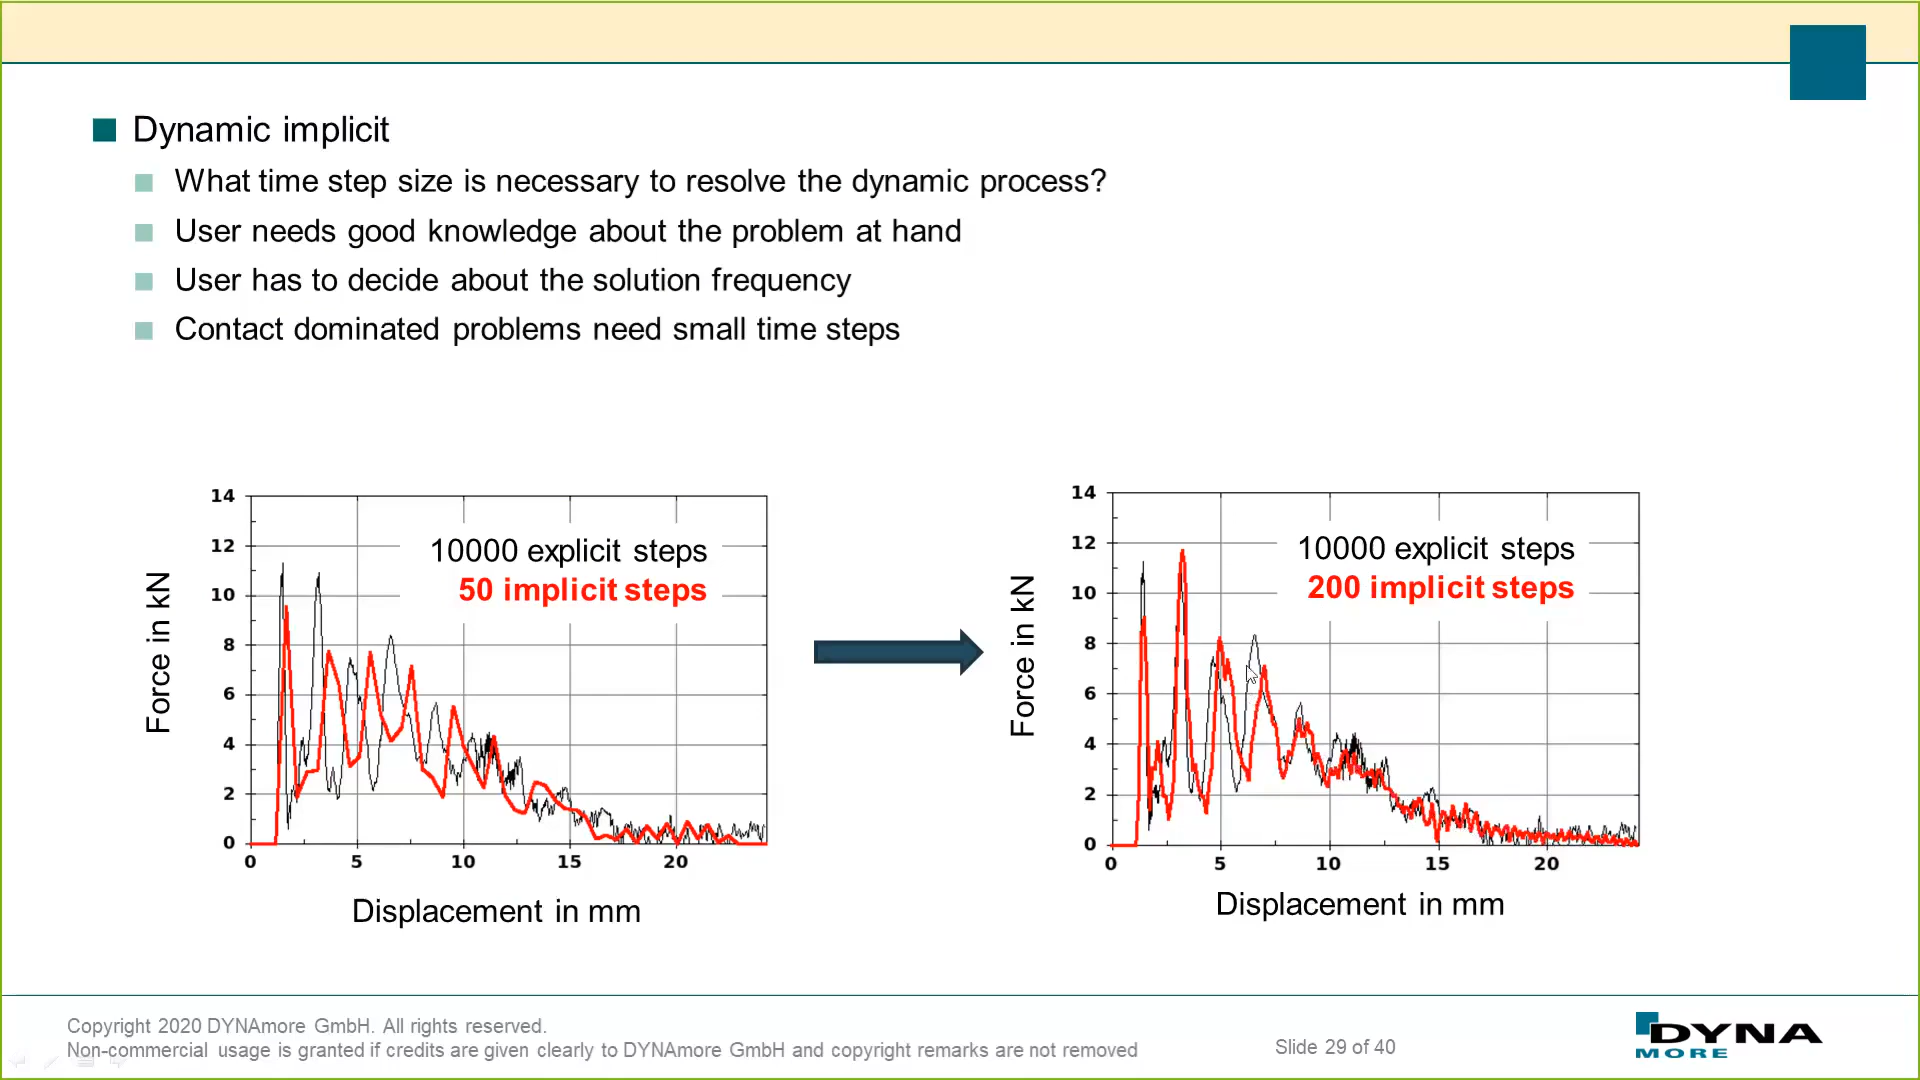 Dynamic implicit
What time step size is necessary to resolve the dynamic process?
User needs good knowledge about the problem at hand
User has to decide about the solution frequency
Contact dominated problems need small time steps
14
12
10
8
6
4
2
0
0 5 10 15 20
Force in kN
10000 explicit steps
50 implicit steps
Displacement in mm
14
12
10
8
6
4
2
0
0 5 10 15 20
Force in kN
10000 explicit steps
200 implicit steps
Displacement in mm
Copyright 2020 DYNAmore GmbH. All rights reserved.
Non-commercial usage is granted if credits are given clearly to DYNAmore GmbH and copyright remarks are not removed
Slide 29 of 40
DYNA
MORE